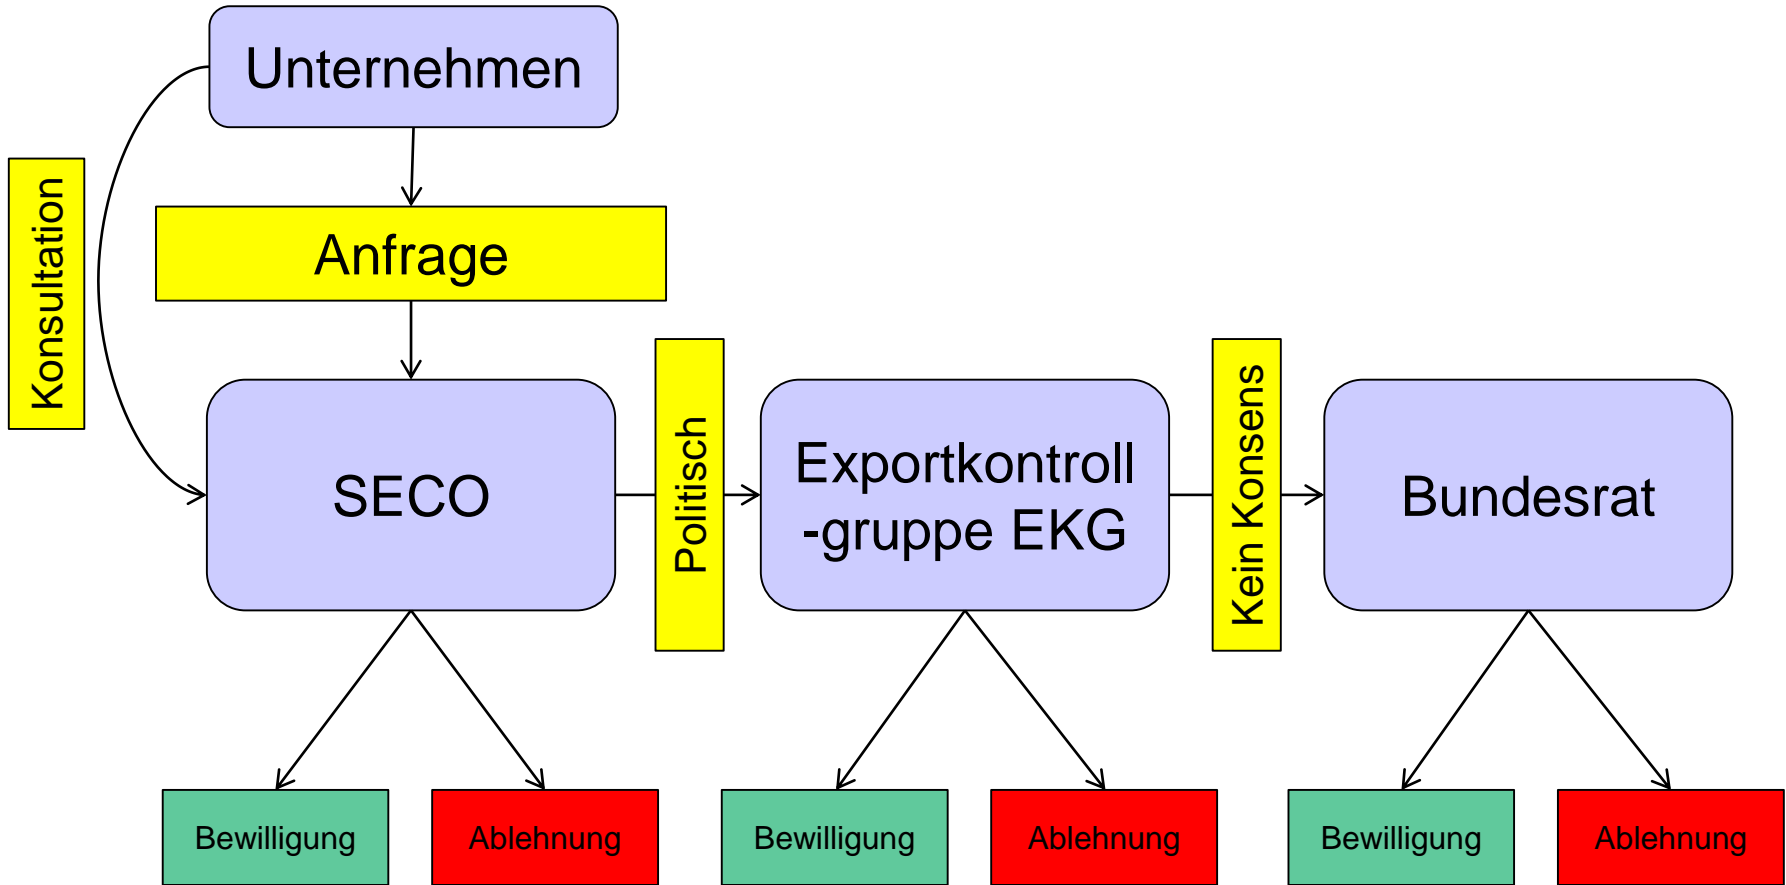 Unternehmen
Konsultation
Anfrage
SECO
Politisch
Exportkontroll
-gruppe EKG
Kein Konsens
Bundesrat
Bewilligung
Ablehnung
Bewilligung
Ablehnung
Bewilligung
Ablehnung